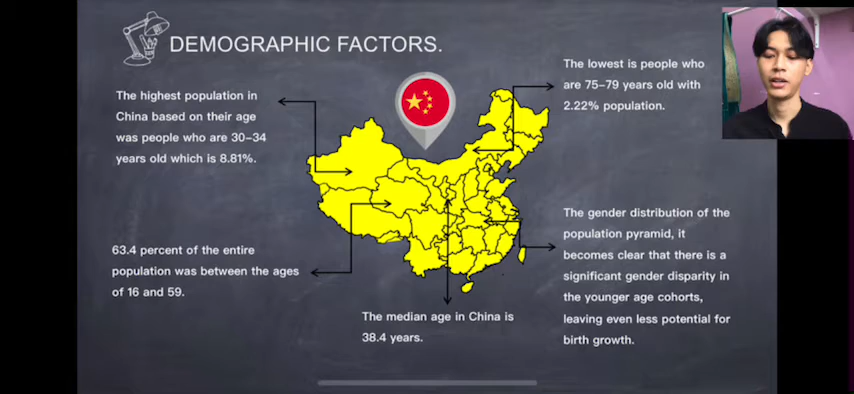 DEMOGRAPHIC FACTORS.
The highest population in
China based on their age
was people who are 30-34
years old which is 8.81%.
The lowest is people who
are 75-79 years old with
2.22% population.
63.4 percent of the entire
population was between the ages
of 16 and 59.
The median age in China is
38.4 years.
The gender distribution of the
population pyramid, it
becomes clear that there is a
significant gender disparity in
the younger age cohorts,
leaving even less potential for
birth growth.